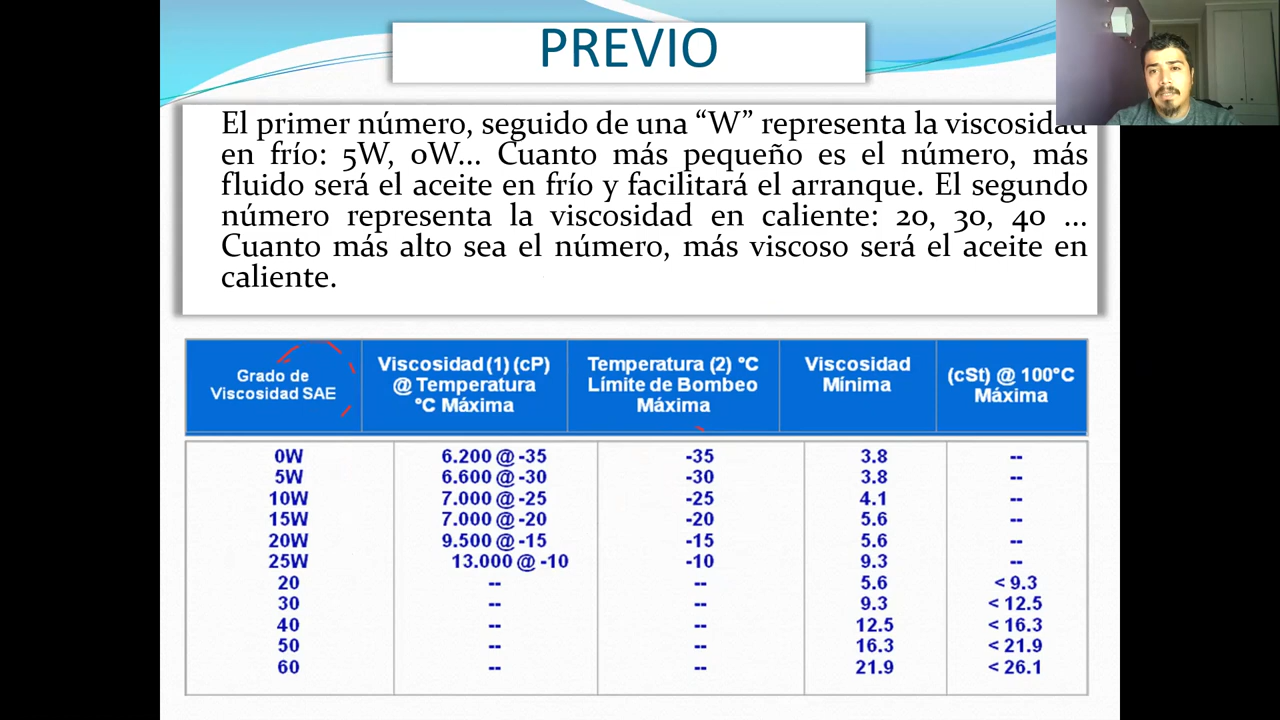 PREVIO
El primer número, seguido de una “W” representa la viscosidad
en frío: 5W, 0W... Cuanto más pequeño es el número, más
fluido será el aceite en frío y facilitará el arranque. El segundo
número representa la viscosidad en caliente: 20, 30, 40 ...
Cuanto más alto sea el número, más viscoso será el aceite en
caliente.
Grado de
Viscosidad SAE
Viscosidad (1) (cP)
@ Temperatura
°C Máxima
Temperatura (2) °C
Límite de Bombeo
Máxima
Viscosidad
Mínima
(cSt) @ 100°C
Máxima
0W 6.200 @ -35 -35 3.8 --
5W 6.600 @ -30 -30 3.8 --
10W 7.000 @ -25 -25 4.1 --
15W 7.000 @ -20 -20 5.6 --
20W 9.500 @ -15 -15 5.6 --
25W 13.000 @ -10 -10 9.3 --
20 -- -- 5.6 < 9.3
30 -- -- 9.3 < 12.5
40 -- -- 12.5 < 16.3
50 -- -- 16.3 < 21.9
60 -- -- 21.9 < 26.1